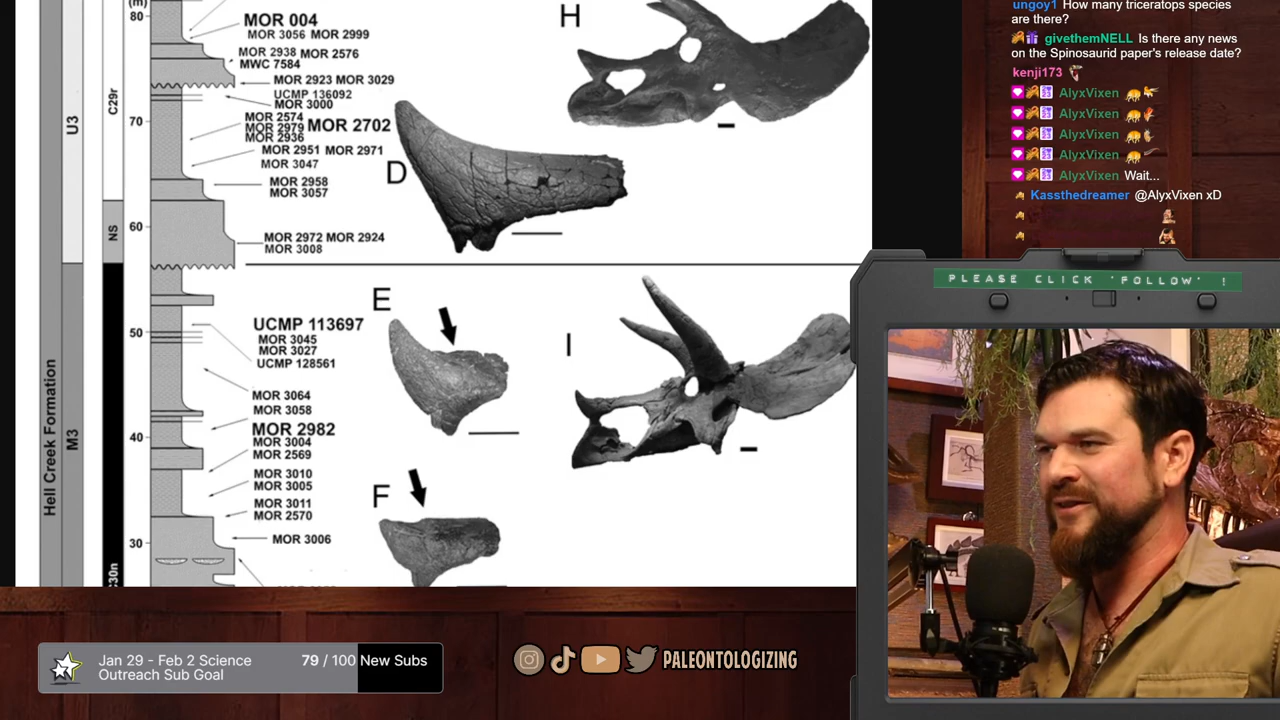 (m)
80
MOR 004
MOR 3056 MOR 2999
MOR 2938 MOR 2576
MWC 7584
MOR 2923 MOR 3029
UCMP 136092
MOR 3000
70
MOR 2574
MOR 2979 MOR 2702
MOR 2936
MOR 2951 MOR 2971
MOR 3047
MOR 2958
MOR 3057
60
MOR 2972 MOR 2924
MOR 3008
U3
C29r
NS
50
UCMP 113697
MOR 3045
MOR 3027
UCMP 128561
MOR 3064
MOR 3058
MOR 2982
40
MOR 3004
MOR 2569
MOR 3010
MOR 3005
MOR 3011
MOR 2570
30
MOR 3006
Hell Creek Formation
M3
C30n
H
D
E
I
F
ungoy1 How many triceratops species
are there?
givethemNELL Is there any news
on the Spinosaurid paper's release date?
kenji173
AlyxVixen
AlyxVixen
AlyxVixen
AlyxVixen
AlyxVixen Wait...
Kassthedreamer @AlyxVixen xD
PLEASE CLICK 'FOLLOW' !
Jan 29 - Feb 2 Science
Outreach Sub Goal
79 / 100 New Subs
PALEONTOLOGIZING